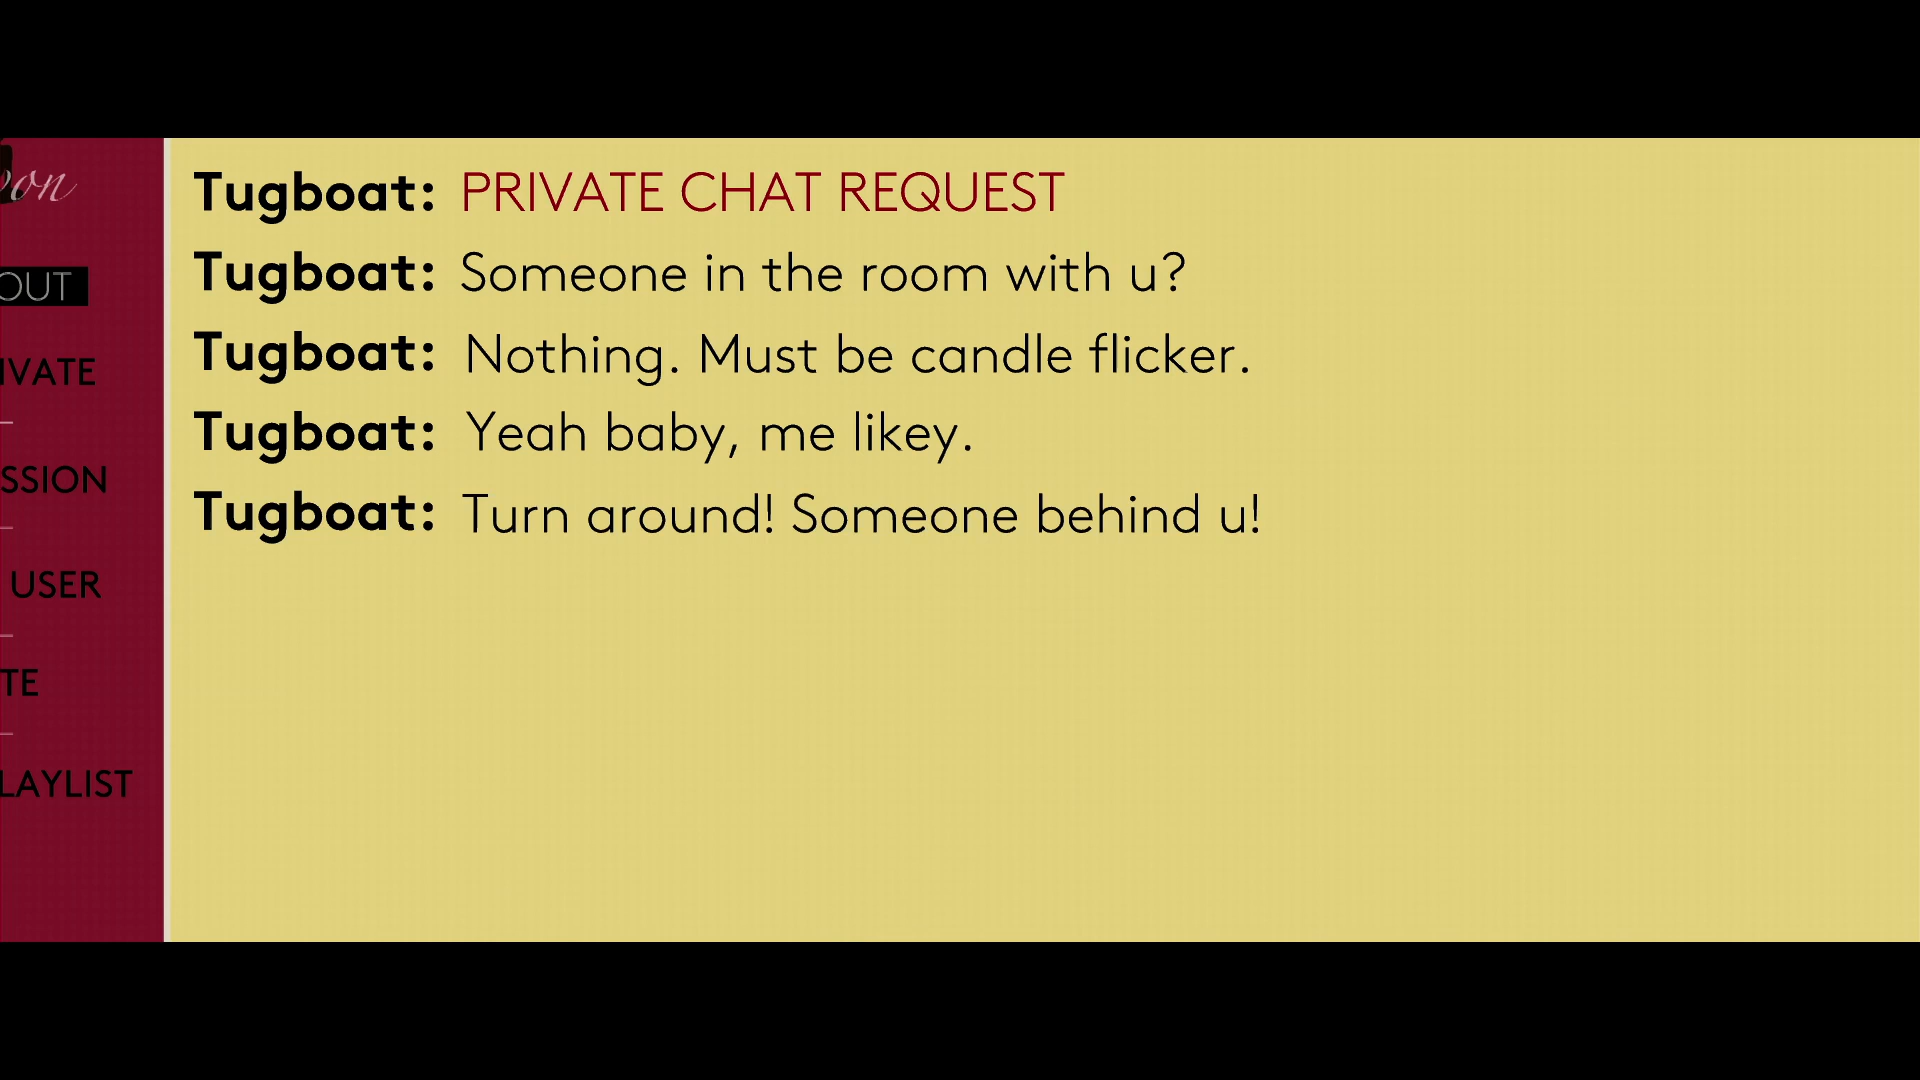 on
OUT
IVATE
SSION
USER
TE
LAYLIST
Tugboat: PRIVATE CHAT REQUEST
Tugboat: Someone in the room with u?
Tugboat: Nothing. Must be candle flicker.
Tugboat: Yeah baby, me likey.
Tugboat: Turn around! Someone behind u!